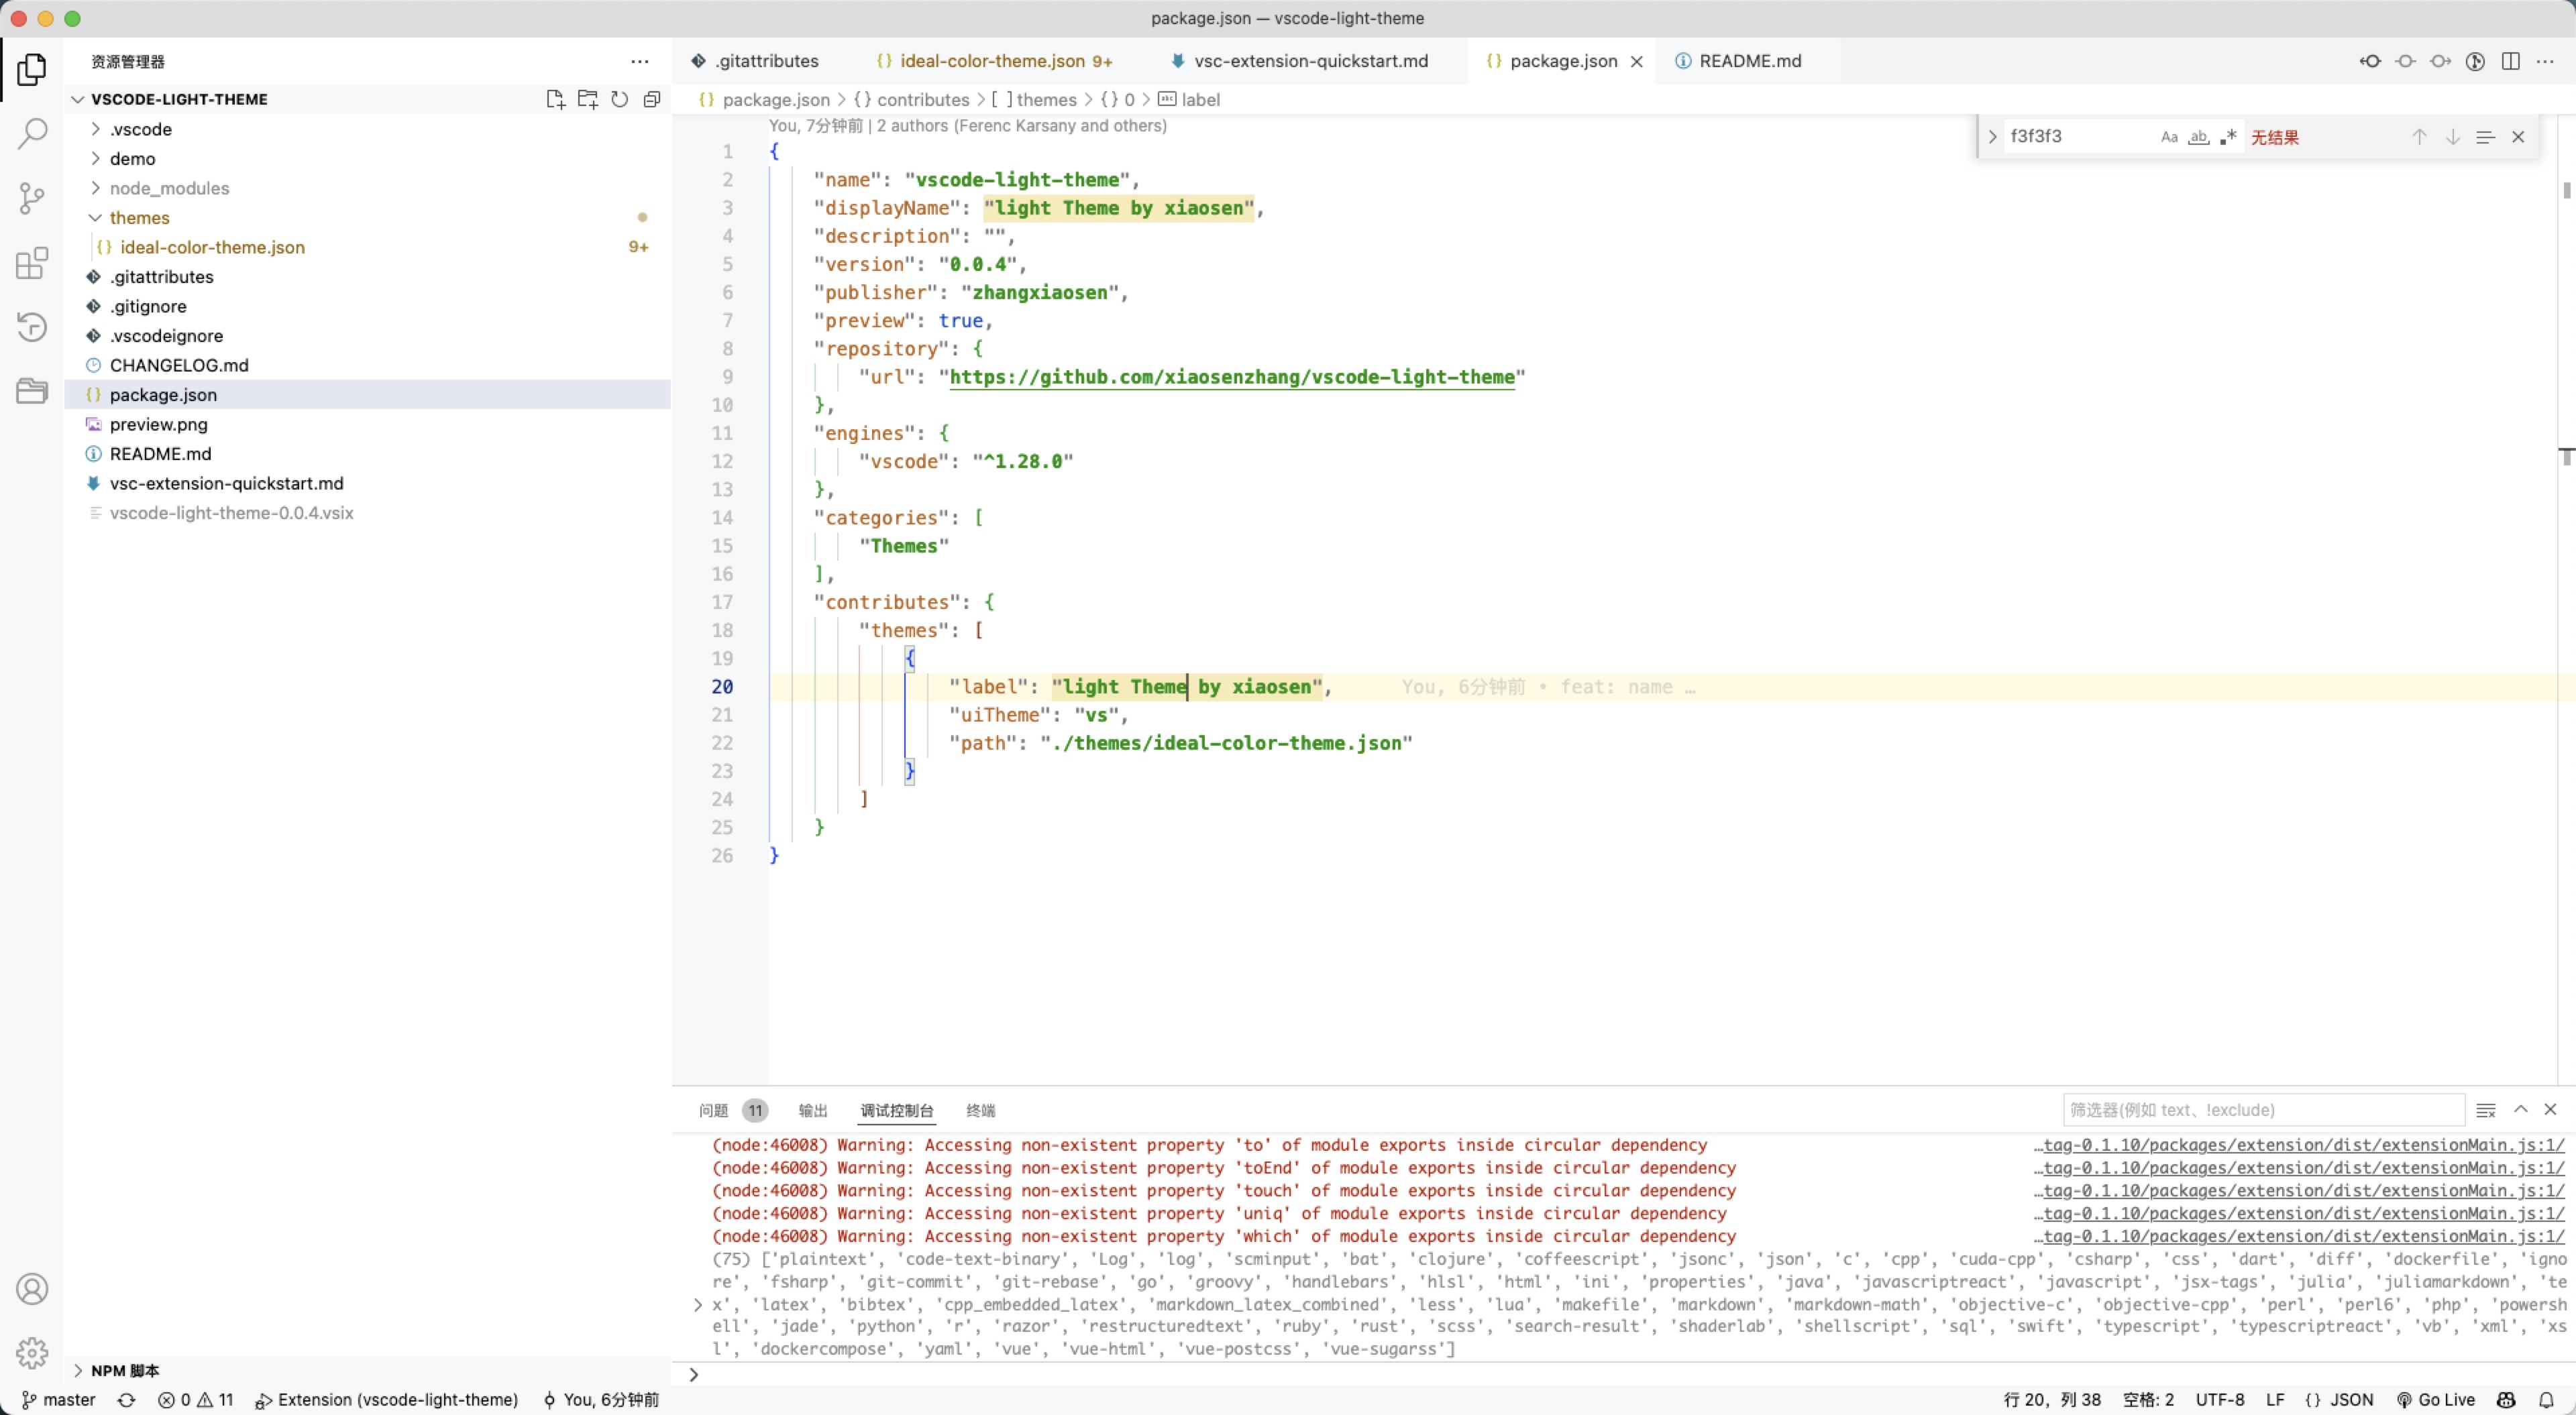 package.json — vscode-light-theme
资源管理器
VSCODE-LIGHT-THEME
.vscode
demo
node_modules
themes
ideal-color-theme.json 9+
.gitattributes
.gitignore
.vscodeignore
CHANGELOG.md
package.json
preview.png
README.md
vsc-extension-quickstart.md
vscode-light-theme-0.0.4.vsix
NPM 脚本
.gitattributes ideal-color-theme.json 9+ vsc-extension-quickstart.md package.json README.md
package.json > {} contributes > [ ] themes > {} 0 > label
f3f3f3 Aa ab 无结果
You, 7分钟前 | 2 authors (Ferenc Karsany and others)
1 {
2 "name": "vscode-light-theme",
3 "displayName": "light Theme by xiaosen",
4 "description": "",
5 "version": "0.0.4",
6 "publisher": "zhangxiaosen",
7 "preview": true,
8 "repository": {
9 "url": "https://github.com/xiaosenzhang/vscode-light-theme"
10 },
11 "engines": {
12 "vscode": "^1.28.0"
13 },
14 "categories": [
15 "Themes"
16 ],
17 "contributes": {
18 "themes": [
19 {
20 "label": "light Theme by xiaosen", You, 6分钟前 • feat: name …
21 "uiTheme": "vs",
22 "path": "./themes/ideal-color-theme.json"
23 }
24 ]
25 }
26 }
问题 11 输出 调试控制台 终端 筛选器(例如 text、!exclude)
(node:46008) Warning: Accessing non-existent property 'to' of module exports inside circular dependency …tag-0.1.10/packages/extension/dist/extensionMain.js:1/
(node:46008) Warning: Accessing non-existent property 'toEnd' of module exports inside circular dependency …tag-0.1.10/packages/extension/dist/extensionMain.js:1/
(node:46008) Warning: Accessing non-existent property 'touch' of module exports inside circular dependency …tag-0.1.10/packages/extension/dist/extensionMain.js:1/
(node:46008) Warning: Accessing non-existent property 'uniq' of module exports inside circular dependency …tag-0.1.10/packages/extension/dist/extensionMain.js:1/
(node:46008) Warning: Accessing non-existent property 'which' of module exports inside circular dependency …tag-0.1.10/packages/extension/dist/extensionMain.js:1/
(75) ['plaintext', 'code-text-binary', 'Log', 'log', 'scminput', 'bat', 'clojure', 'coffeescript', 'jsonc', 'json', 'c', 'cpp', 'cuda-cpp', 'csharp', 'css', 'dart', 'diff', 'dockerfile', 'igno
re', 'fsharp', 'git-commit', 'git-rebase', 'go', 'groovy', 'handlebars', 'hlsl', 'html', 'ini', 'properties', 'java', 'javascriptreact', 'javascript', 'jsx-tags', 'julia', 'juliamarkdown', 'te
x', 'latex', 'bibtex', 'cpp_embedded_latex', 'markdown_latex_combined', 'less', 'lua', 'makefile', 'markdown', 'markdown-math', 'objective-c', 'objective-cpp', 'perl', 'perl6', 'php', 'powersh
ell', 'jade', 'python', 'r', 'razor', 'restructuredtext', 'ruby', 'rust', 'scss', 'search-result', 'shaderlab', 'shellscript', 'sql', 'swift', 'typescript', 'typescriptreact', 'vb', 'xml', 'xs
l', 'dockercompose', 'yaml', 'vue', 'vue-html', 'vue-postcss', 'vue-sugarss']
master 0 11 Extension (vscode-light-theme) You, 6分钟前 行 20，列 38 空格: 2 UTF-8 LF {} JSON Go Live